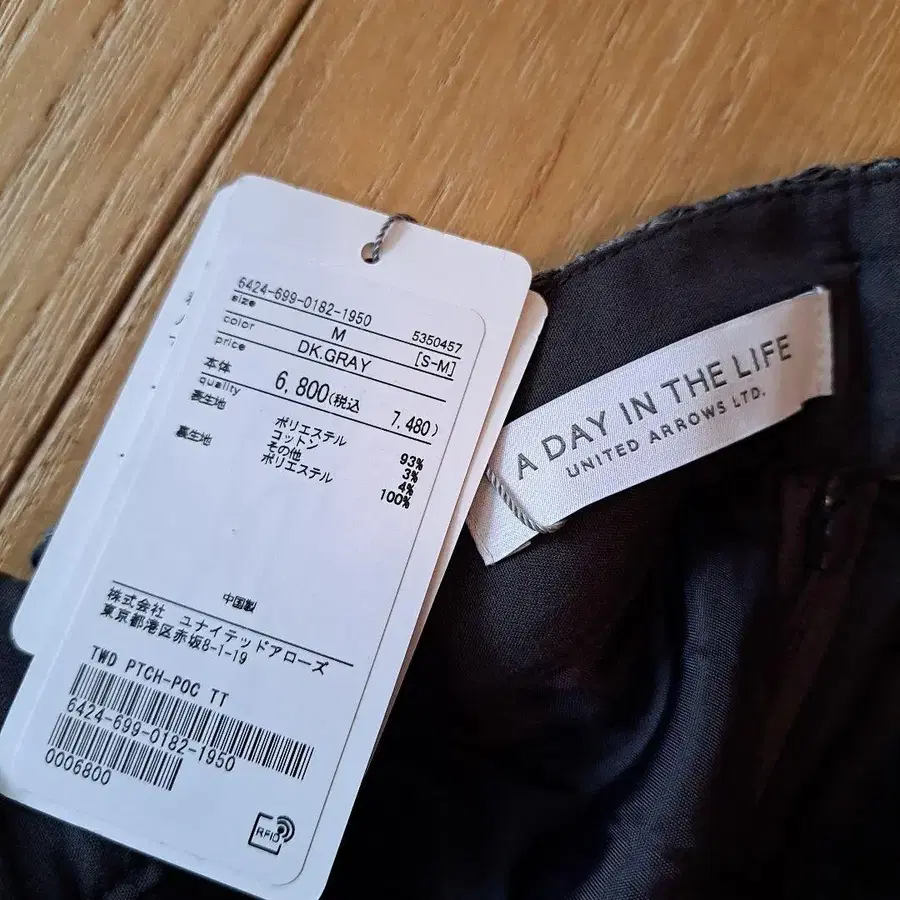 6424-699-0182-1950
size M 5350457
color DK.GRAY [S-M]
price
本体 6,800(税込 7,480)
quality
表生地 ポリエステル 93%
コットン 3%
その他 4%
裏生地 ポリエステル 100%
中国製
株式会社 ユナイテッドアローズ
東京都港区赤坂8-1-19
TWD PTCH-POC TT
6424-699-0182-1950
0006800
RFID
A DAY IN THE LIFE
UNITED ARROWS LTD.